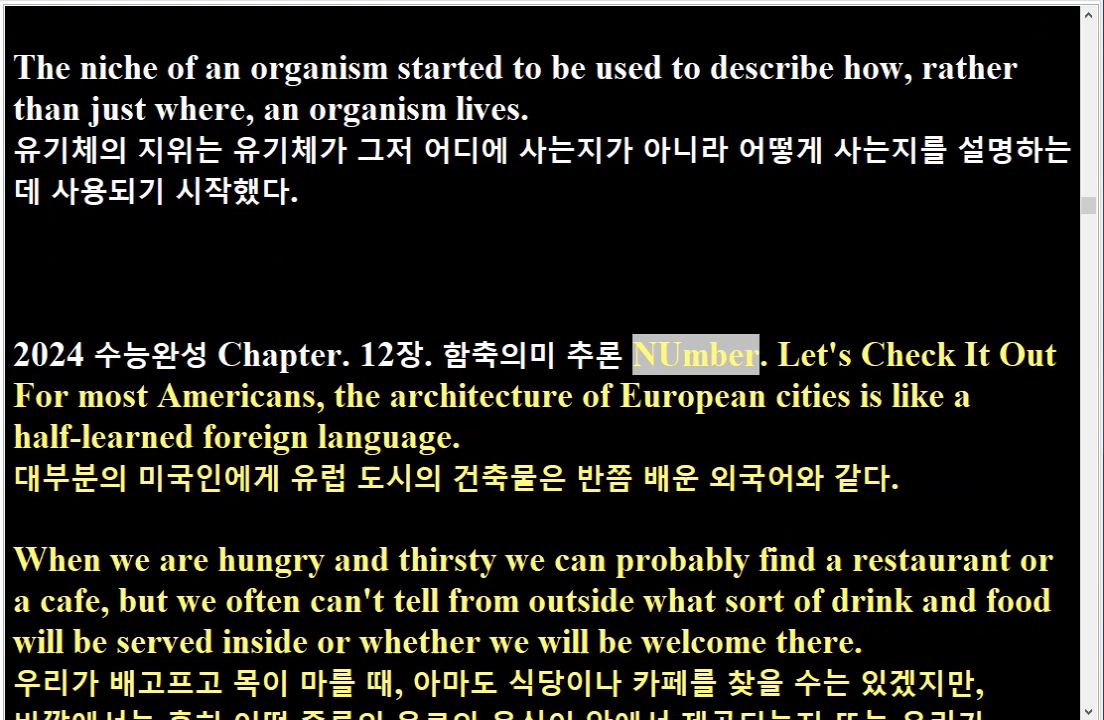 The niche of an organism started to be used to describe how, rather
than just where, an organism lives.
유기체의 지위는 유기체가 그저 어디에 사는지가 아니라 어떻게 사는지를 설명하는
데 사용되기 시작했다.
2024 수능완성 Chapter. 12장. 함축의미 추론 NUmber. Let's Check It Out
For most Americans, the architecture of European cities is like a
half-learned foreign language.
대부분의 미국인에게 유럽 도시의 건축물은 반쯤 배운 외국어와 같다.
When we are hungry and thirsty we can probably find a restaurant or
a cafe, but we often can't tell from outside what sort of drink and food
will be served inside or whether we will be welcome there.
우리가 배고프고 목이 마를 때, 아마도 식당이나 카페를 찾을 수는 있겠지만,